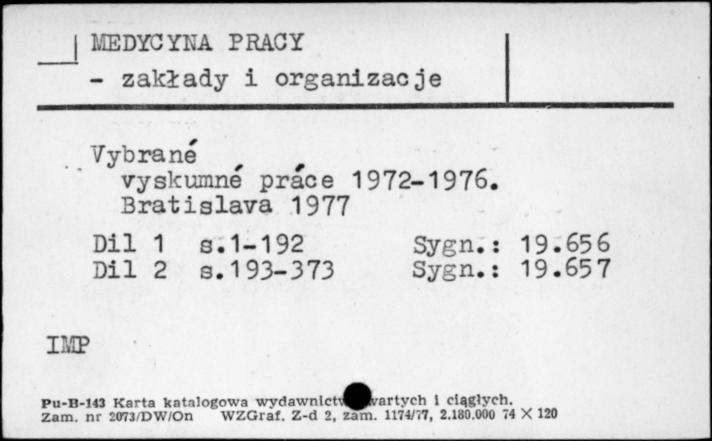 MEDYCYNA PRACY
- zakłady i organizacje
Vybrané
vyskumné práce 1972-1976.
Bratislava 1977
Dil 1 s.1-192 Sygn.: 19.656
Dil 2 s.193-373 Sygn.: 19.657
IMP
Pu-B-143 Karta katalogowa i ciągłych.
Zam. nr 2073/DW/On WZGraf. Z-d 2, zam. 1174/77, 2.180.000 74 X 120